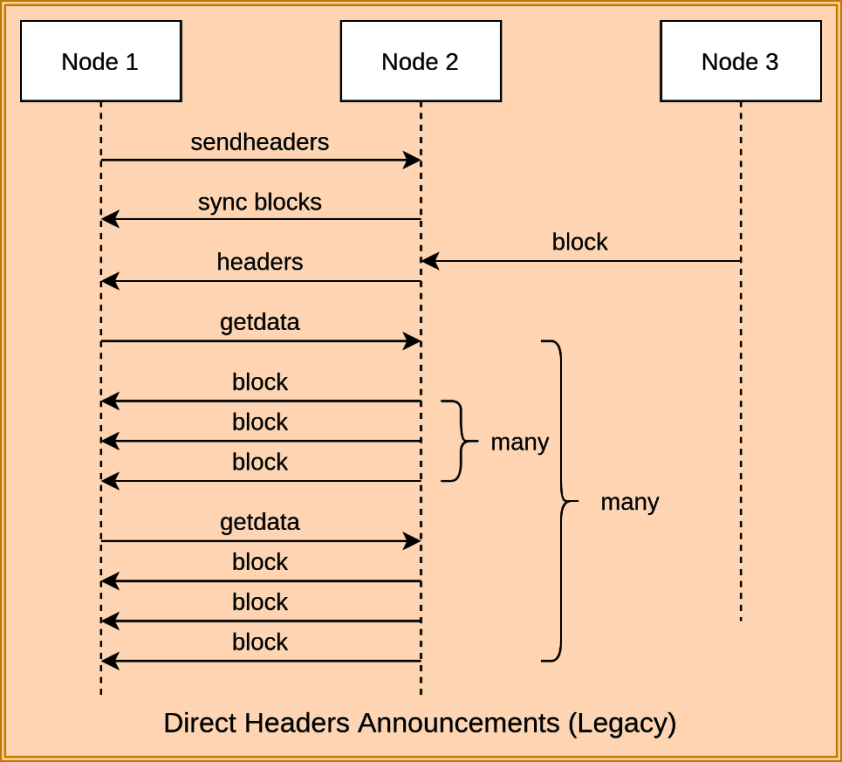 Node 1
Node 2
Node 3
sendheaders
sync blocks
block
headers
getdata
block
block
many
block
many
getdata
block
block
block
Direct Headers Announcements (Legacy)